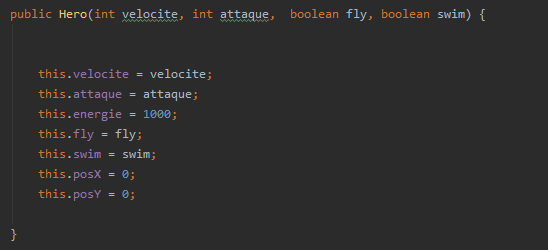 public Hero(int velocite, int attaque,  boolean fly, boolean swim) {
this.velocite = velocite;
this.attaque = attaque;
this.energie = 1000;
this.fly = fly;
this.swim = swim;
this.posX = 0;
this.posY = 0;
}